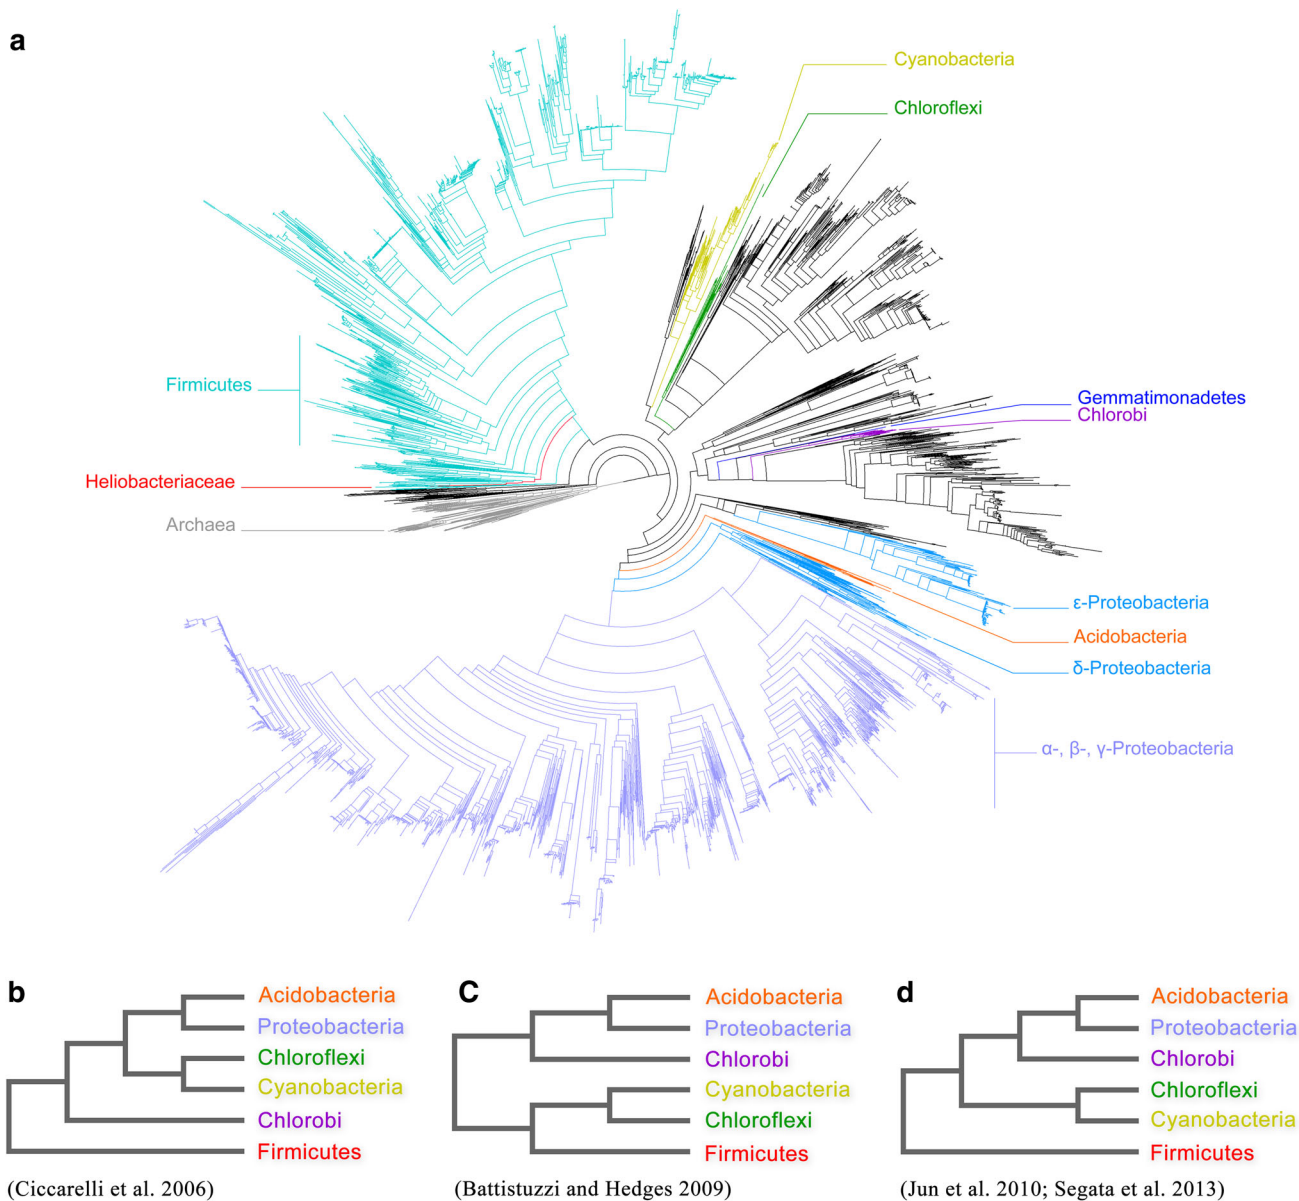 a
Cyanobacteria
Chloroflexi
Firmicutes
Gemmatimonadetes
Chlorobi
Heliobacteriaceae
Archaea
ε-Proteobacteria
Acidobacteria
δ-Proteobacteria
α-, β-, γ-Proteobacteria
b
Acidobacteria
Proteobacteria
Chloroflexi
Cyanobacteria
Chlorobi
Firmicutes
(Ciccarelli et al. 2006)
C
Acidobacteria
Proteobacteria
Chlorobi
Cyanobacteria
Chloroflexi
Firmicutes
(Battistuzzi and Hedges 2009)
d
Acidobacteria
Proteobacteria
Chlorobi
Chloroflexi
Cyanobacteria
Firmicutes
(Jun et al. 2010; Segata et al. 2013)